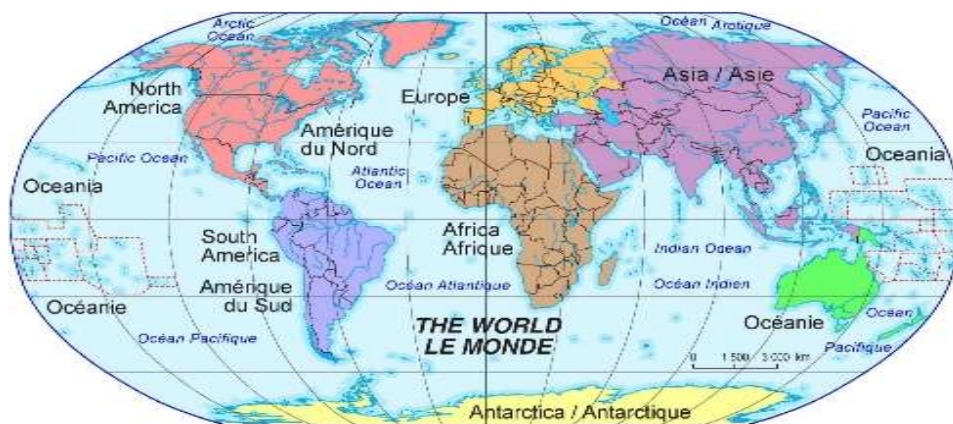 Arctic
Ocean
Océan
Arctique
North
America
Europe
Asia / Asie
Amérique
du Nord
Pacific
Ocean
Pacific Ocean
Oceania
Atlantic
Ocean
Oceania
South
America
Africa
Afrique
Indian Ocean
Amérique
du Sud
Océan Atlantique
Océan Indien
Océanie
Océan Pacifique
THE WORLD
LE MONDE
Océanie
Océan
Pacifique
0 1 500 3 000 km
Antarctica / Antarctique